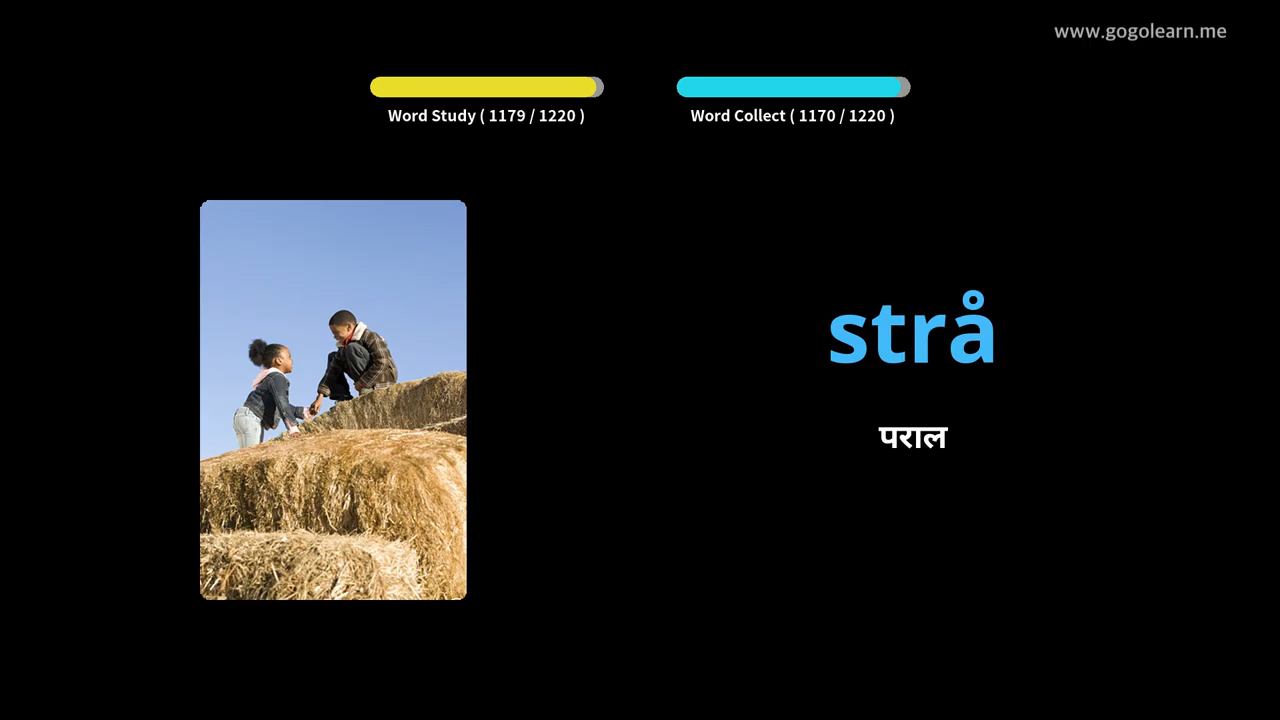 www.gogolearn.me
Word Study ( 1179 / 1220 )
Word Collect ( 1170 / 1220 )
strå
पराल